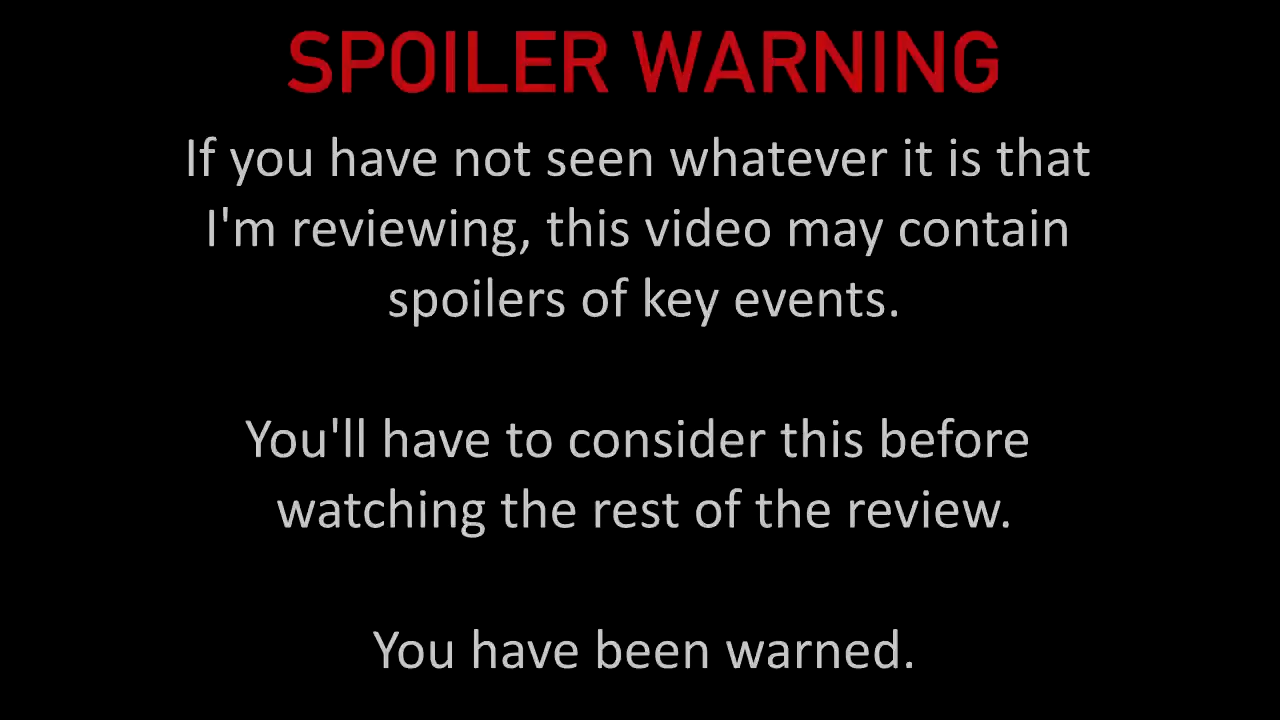 SPOILER WARNING
If you have not seen whatever it is that
I'm reviewing, this video may contain
spoilers of key events.
You'll have to consider this before
watching the rest of the review.
You have been warned.